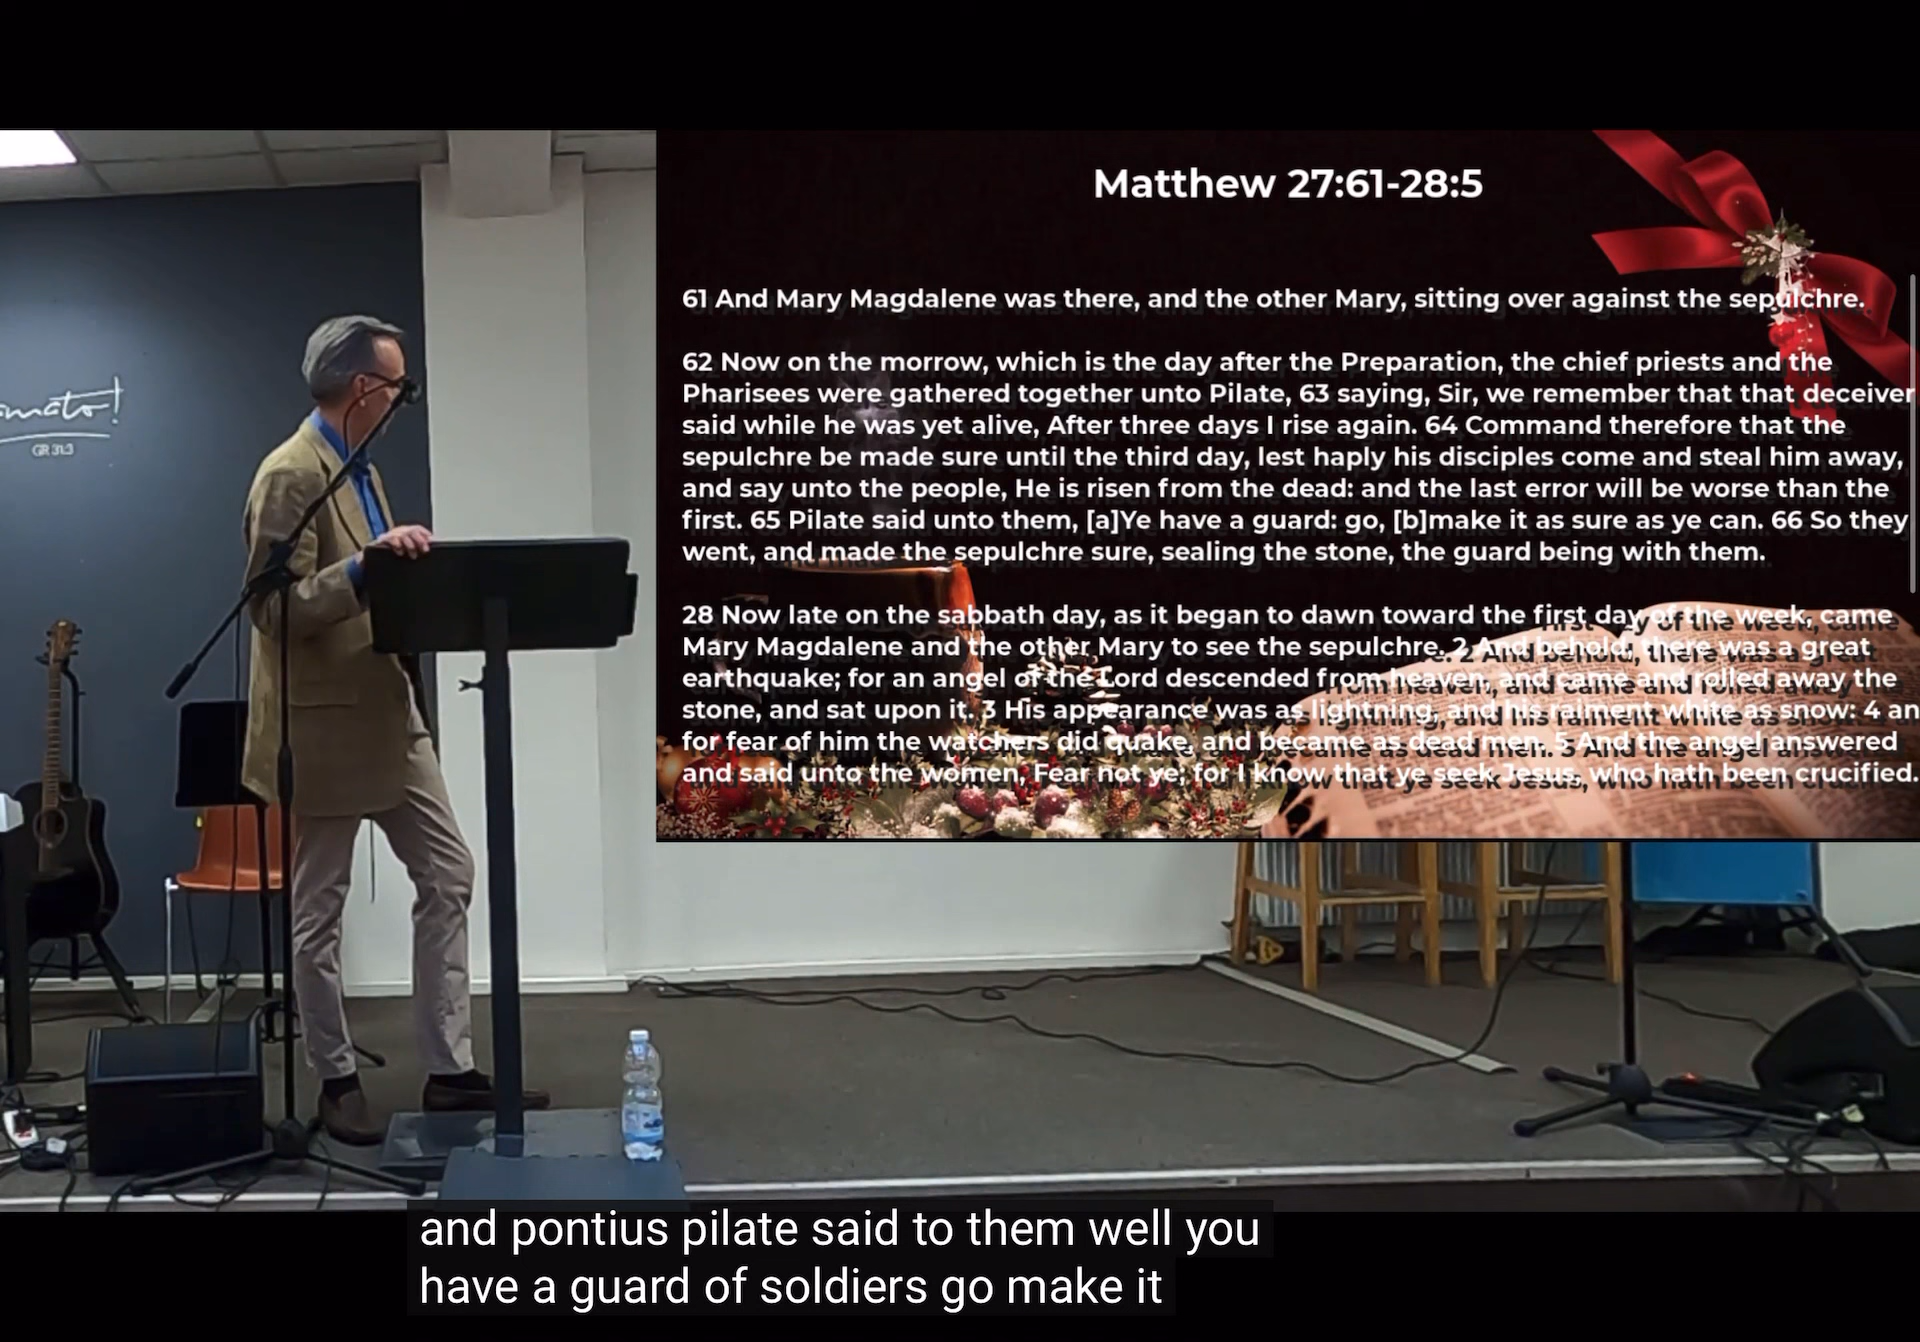 Matthew 27:61-28:5
61 And Mary Magdalene was there, and the other Mary, sitting over against the sepulchre.
62 Now on the morrow, which is the day after the Preparation, the chief priests and the
Pharisees were gathered together unto Pilate, 63 saying, Sir, we remember that that deceiver
said while he was yet alive, After three days I rise again. 64 Command therefore that the
sepulchre be made sure until the third day, lest haply his disciples come and steal him away,
and say unto the people, He is risen from the dead: and the last error will be worse than the
first. 65 Pilate said unto them, [a]Ye have a guard: go, [b]make it as sure as ye can. 66 So they
went, and made the sepulchre sure, sealing the stone, the guard being with them.
28 Now late on the sabbath day, as it began to dawn toward the first day of the week, came
Mary Magdalene and the other Mary to see the sepulchre. 2 And behold, there was a great
earthquake; for an angel of the Lord descended from heaven, and came and rolled away the
stone, and sat upon it. 3 His appearance was as lightning, and his raiment white as snow: 4 an
for fear of him the watchers did quake, and became as dead men. 5 And the angel answered
and said unto the women, Fear not ye; for I know that ye seek Jesus, who hath been crucified.
mato!
GR 31:3
and pontius pilate said to them well you
have a guard of soldiers go make it